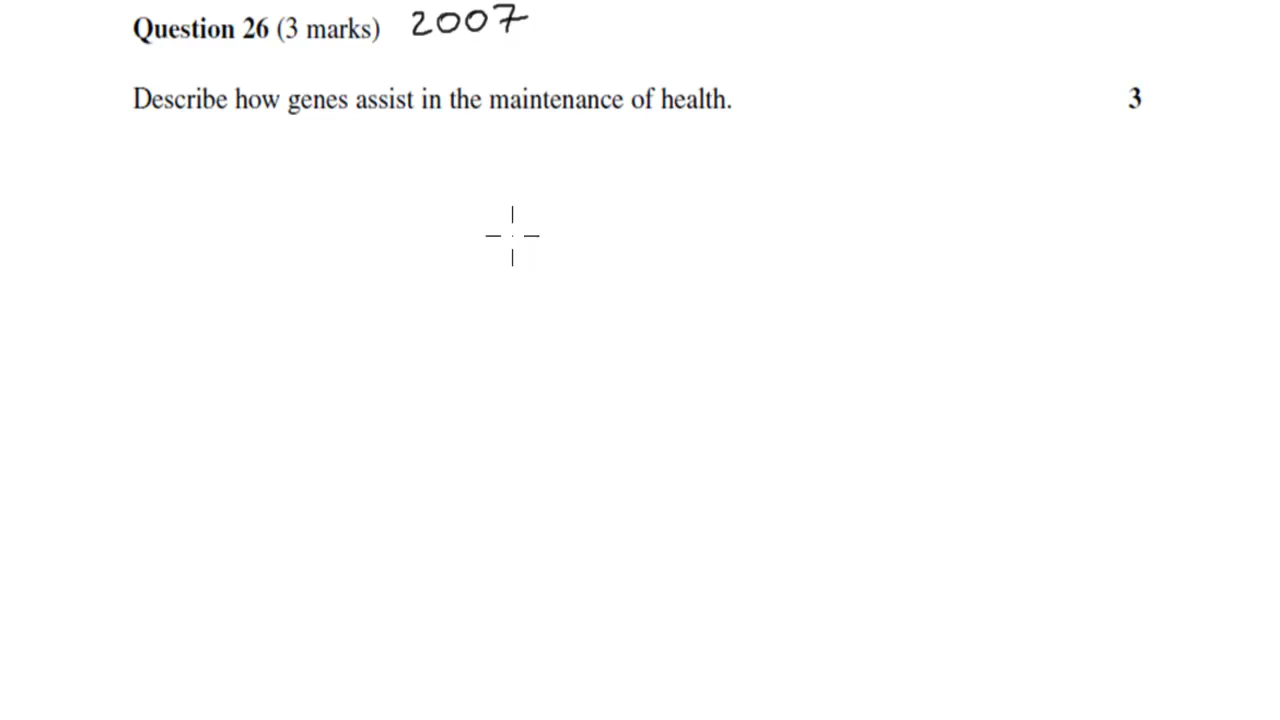 Question 26 (3 marks) 2007
Describe how genes assist in the maintenance of health. 3